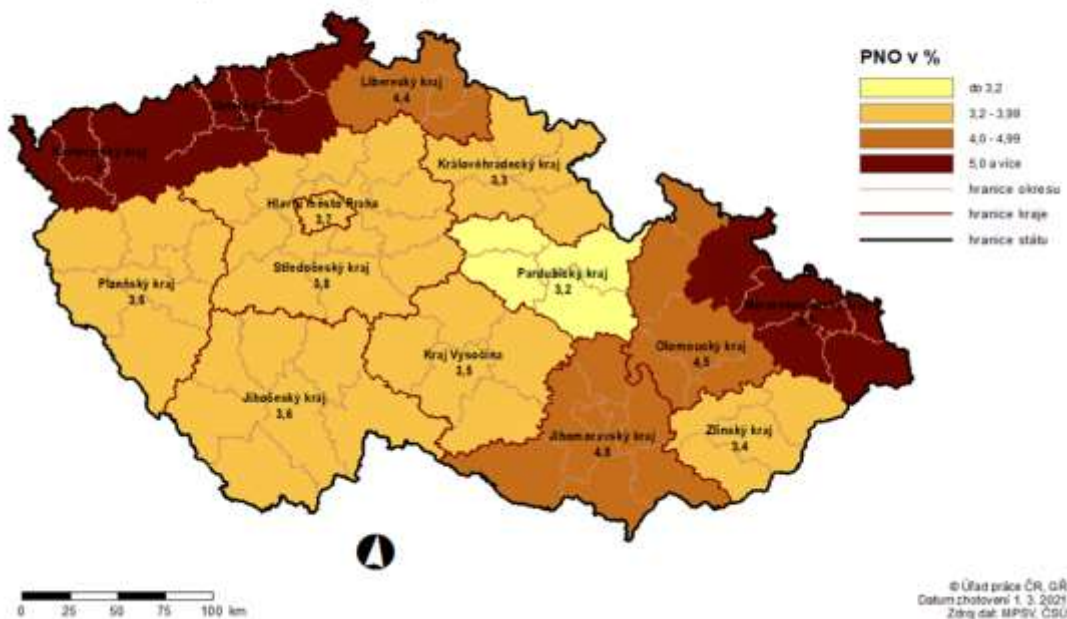 PNO v %
do 3,2
3,2 - 3,99
4,0 - 4,99
5,0 a více
hranice okresu
hranice kraje
hranice státu
Liberecký kraj
4,4
Královéhradecký kraj
3,3
Hlavní město Praha
3,7
Středočeský kraj
3,8
Plzeňský kraj
3,6
Pardubický kraj
3,2
Kraj Vysočina
3,5
Olomoucký kraj
4,5
Jihočeský kraj
3,6
Jihomoravský kraj
Zlínský kraj
3,4
0 25 50 75 100 km
© Úřad práce ČR, GŘ
Datum zhotovení 1. 3. 2021
Zdroj dat: MPSV, ČSÚ